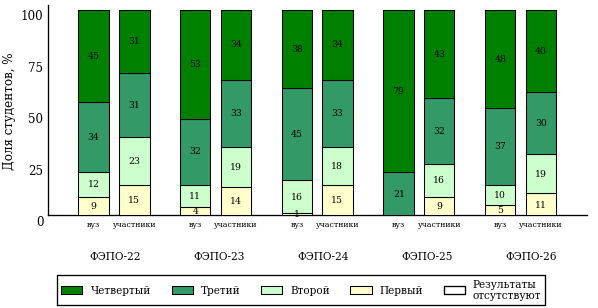 100
75
50
25
0
Доля студентов, %
45 31 53 34 38 34 79 43 48 40
34 31 32 33 45 33 21 32 37 30
12 23 11 19 16 18 16 10 19
9 15 4 14 1 15 9 5 11
вуз участники вуз участники вуз участники вуз участники вуз участники
ФЭПО-22 ФЭПО-23 ФЭПО-24 ФЭПО-25 ФЭПО-26
Четвертый Третий Второй Первый Результаты
отсутствуют